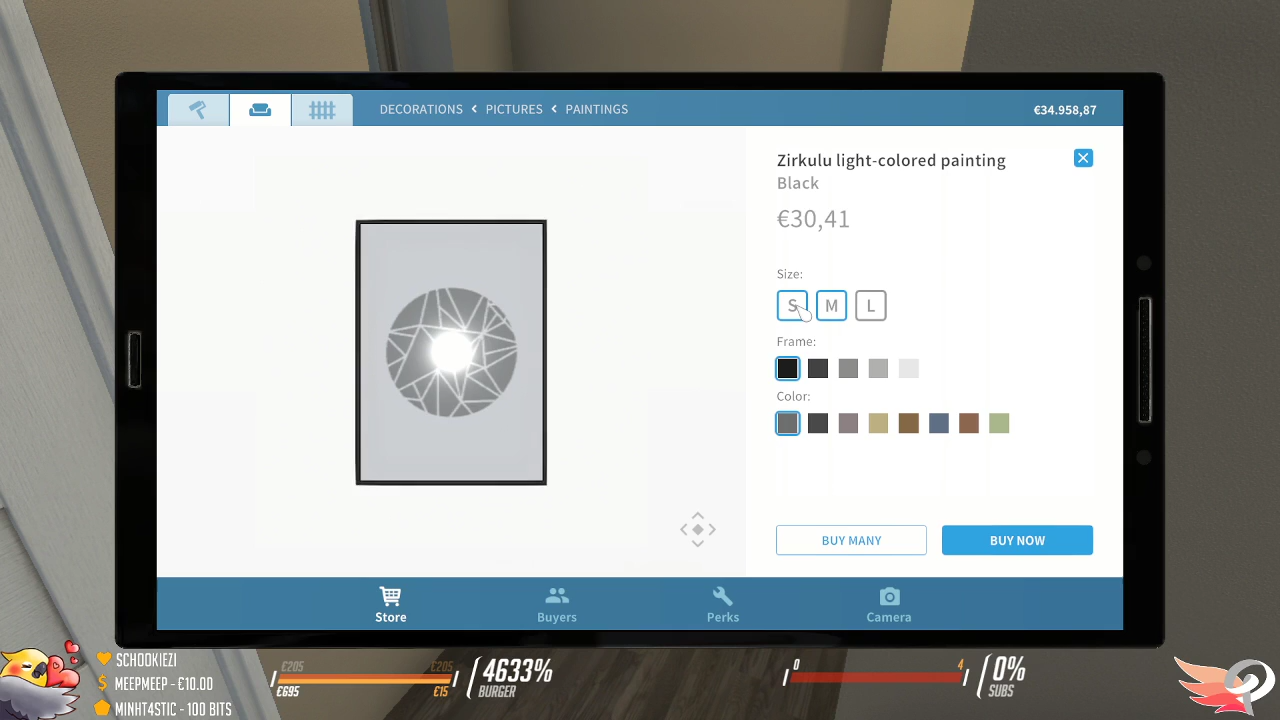 DECORATIONS < PICTURES < PAINTINGS
€34.958,87
Zirkulu light-colored painting
Black
€30,41
Size:
S M L
Frame:
Color:
BUY MANY
BUY NOW
Store
Buyers
Perks
Camera
SCHOOKIEZI
MEEPMEEP - €10.00
MINHT4STIC - 100 BITS
€205 €205
€695 €15
4633%
BURGER
0 4
0%
SUBS